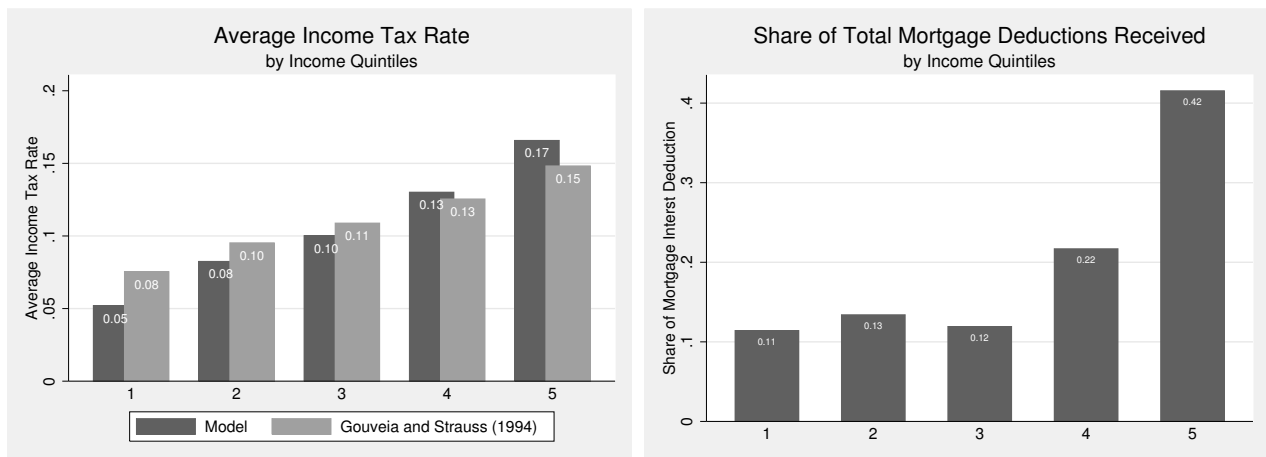 Average Income Tax Rate
by Income Quintiles
Average Income Tax Rate
.2
.15
.1
.05
0
0.05
0.08
0.08
0.10
0.10
0.11
0.13
0.13
0.17
0.15
1 2 3 4 5
Model Gouveia and Strauss (1994)
Share of Total Mortgage Deductions Received
by Income Quintiles
Share of Mortgage Interst Deduction
.4
.3
.2
.1
0
0.11
0.13
0.12
0.22
0.42
1 2 3 4 5